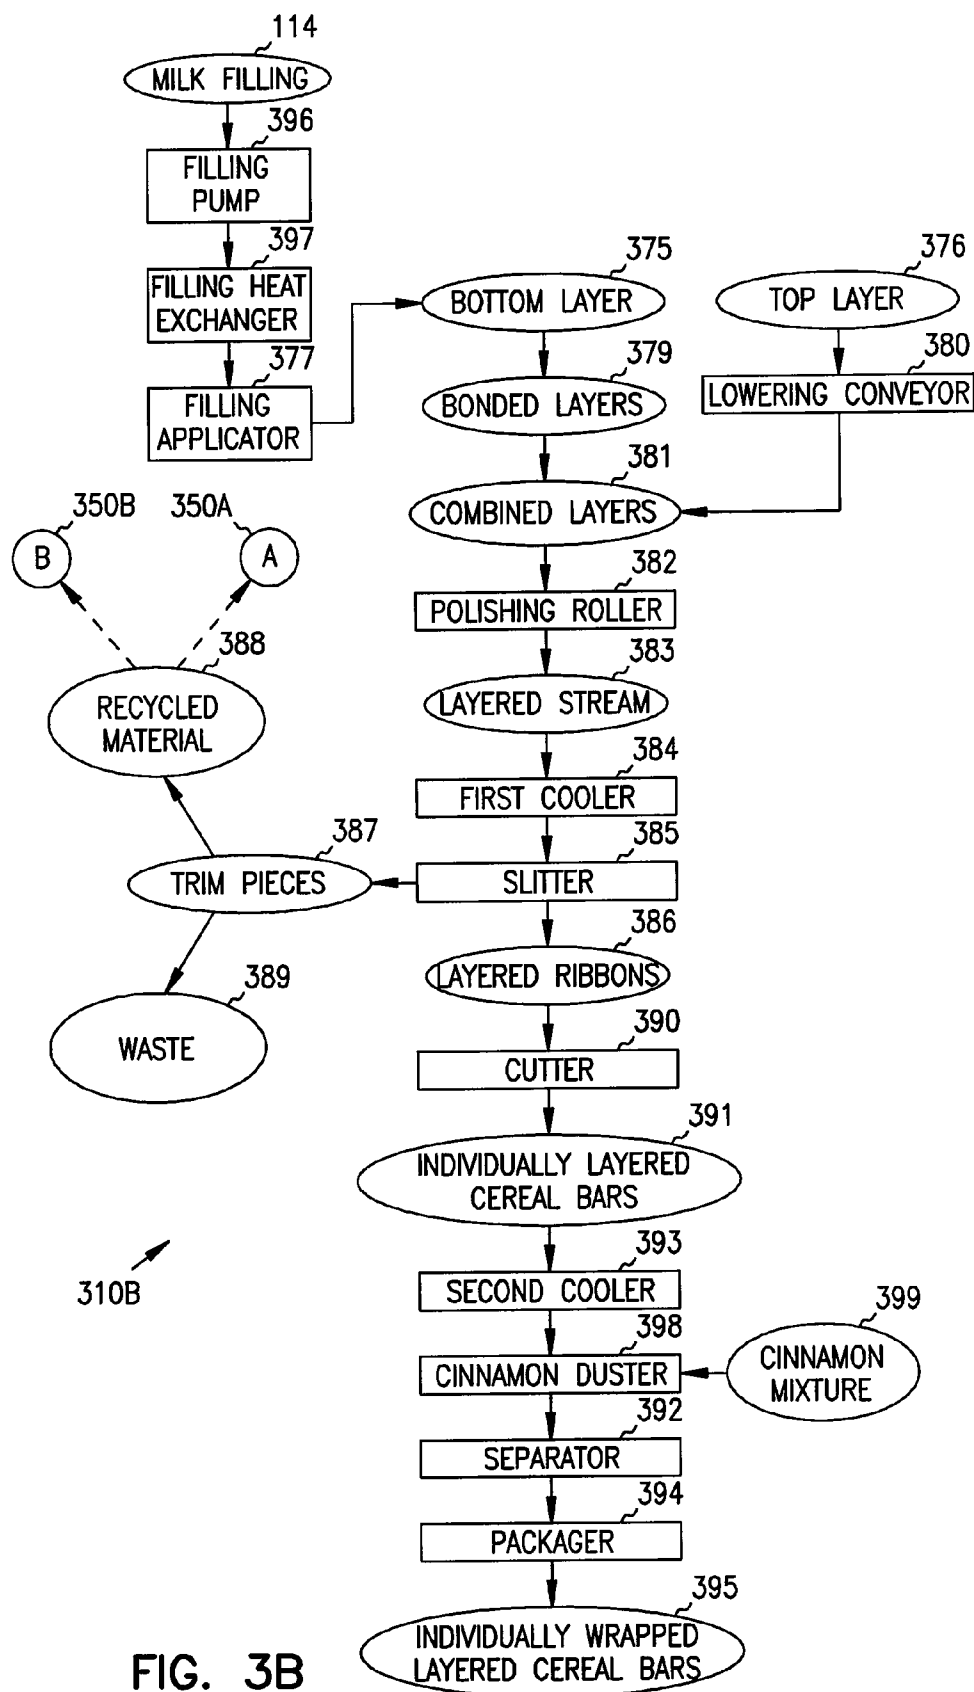 114
MILK FILLING
396
FILLING
PUMP
397
FILLING HEAT
EXCHANGER
377
FILLING
APPLICATOR
375
BOTTOM LAYER
376
TOP LAYER
379
BONDED LAYERS
380
LOWERING CONVEYOR
381
COMBINED LAYERS
350B
B
350A
A
382
POLISHING ROLLER
388
RECYCLED
MATERIAL
383
LAYERED STREAM
384
FIRST COOLER
387
TRIM PIECES
385
SLITTER
386
LAYERED RIBBONS
389
WASTE
390
CUTTER
391
INDIVIDUALLY LAYERED
CEREAL BARS
310B
393
SECOND COOLER
398
CINNAMON DUSTER
399
CINNAMON
MIXTURE
392
SEPARATOR
394
PACKAGER
395
INDIVIDUALLY WRAPPED
LAYERED CEREAL BARS
FIG. 3B